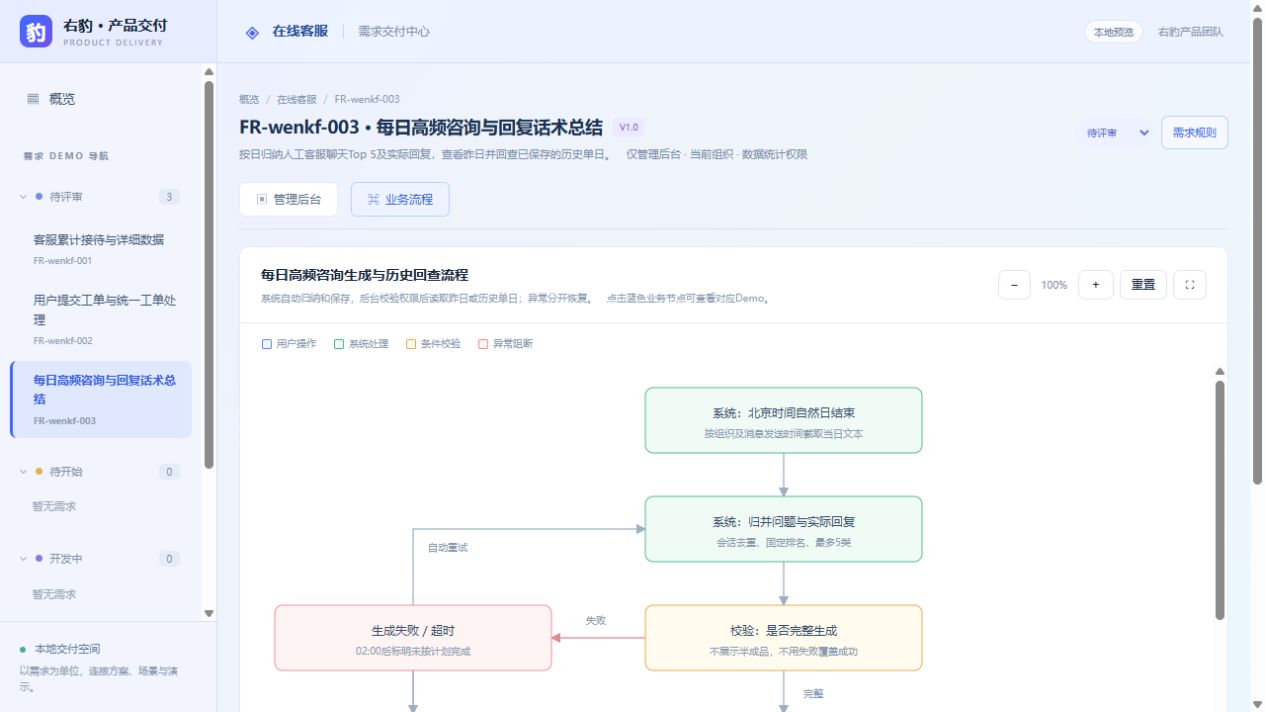 豹
右豹·产品交付
PRODUCT DELIVERY
在线客服
需求交付中心
本地预览
右豹产品团队
概览
需求 DEMO 导航
待评审
3
客服累计接待与详细数据
FR-wenkf-001
用户提交工单与统一工单处
理
FR-wenkf-002
每日高频咨询与回复话术总
结
FR-wenkf-003
待开始
0
暂无需求
开发中
0
暂无需求
本地交付空间
以需求为单位，连接方案、场景与演
示。
概览 / 在线客服 / FR-wenkf-003
FR-wenkf-003 · 每日高频咨询与回复话术总结 V1.0
按日归纳人工客服聊天Top 5及实际回复，查看昨日并回查已保存的历史单日。 仅管理后台 · 当前组织 · 数据统计权限
待评审
需求规则
管理后台
业务流程
每日高频咨询生成与历史回查流程
系统自动归纳和保存，后台校验权限后读取昨日或历史单日；异常分开恢复。 点击蓝色业务节点可查看对应Demo。
− 100% + 重置
用户操作 系统处理 条件校验 异常阻断
系统：北京时间自然日结束
按组织及消息发送时间截取当日文本
系统：归并问题与实际回复
会话去重、固定排名、最多5类
自动重试
生成失败 / 超时
02:00后标明未按计划完成
失败
校验：是否完整生成
不展示半成品，不用失败覆盖成功
完整